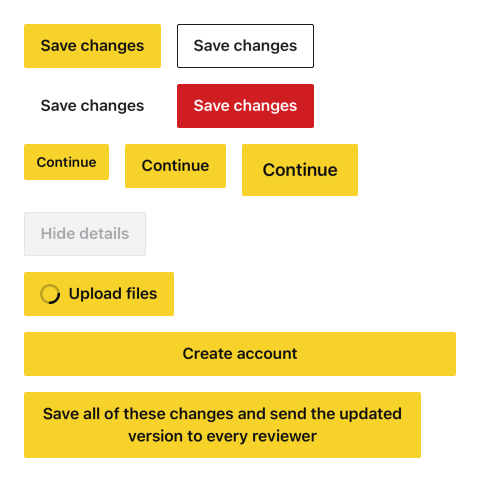 Save changes
Save changes
Save changes
Save changes
Continue
Continue
Continue
Hide details
Upload files
Create account
Save all of these changes and send the updated
version to every reviewer